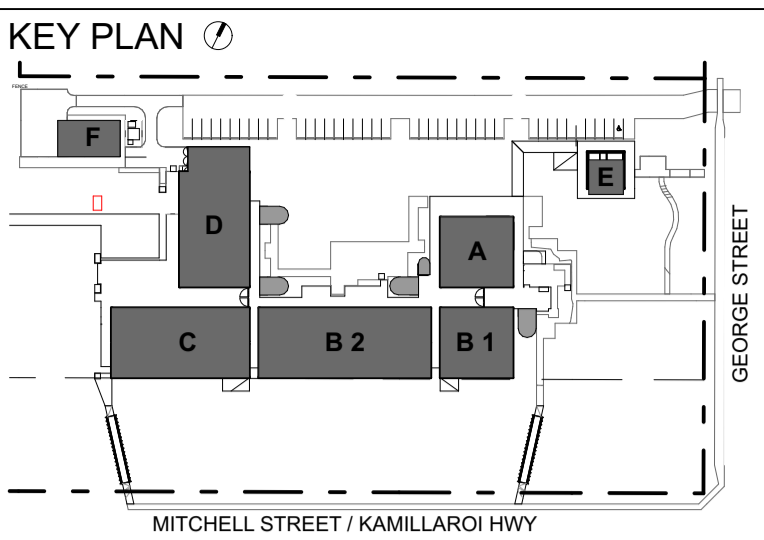 KEY PLAN
FENCE
F
E
D
A
GEORGE STREET
C
B 2
B 1
MITCHELL STREET / KAMILLAROI HWY